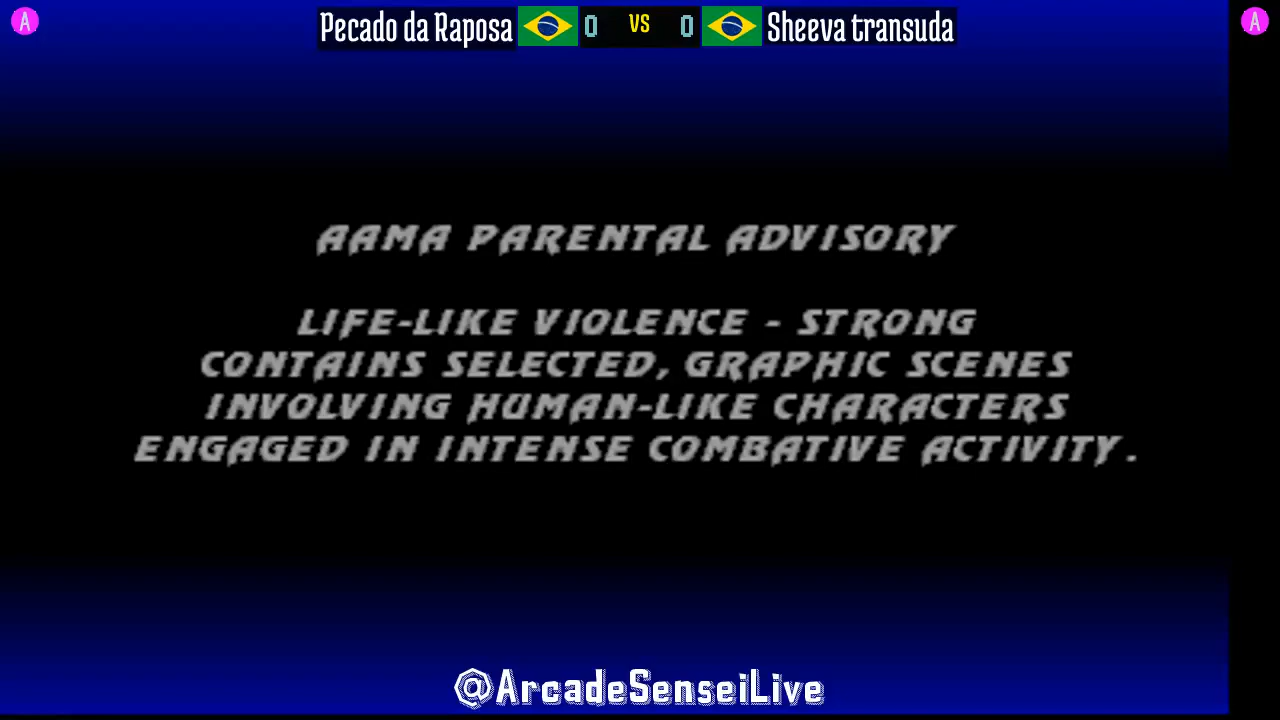 A Pecado da Raposa 0 VS 0 Sheeva transuda A
AAMA PARENTAL ADVISORY
LIFE-LIKE VIOLENCE - STRONG
CONTAINS SELECTED, GRAPHIC SCENES
INVOLVING HUMAN-LIKE CHARACTERS
ENGAGED IN INTENSE COMBATIVE ACTIVITY.
@ArcadeSenseiLive